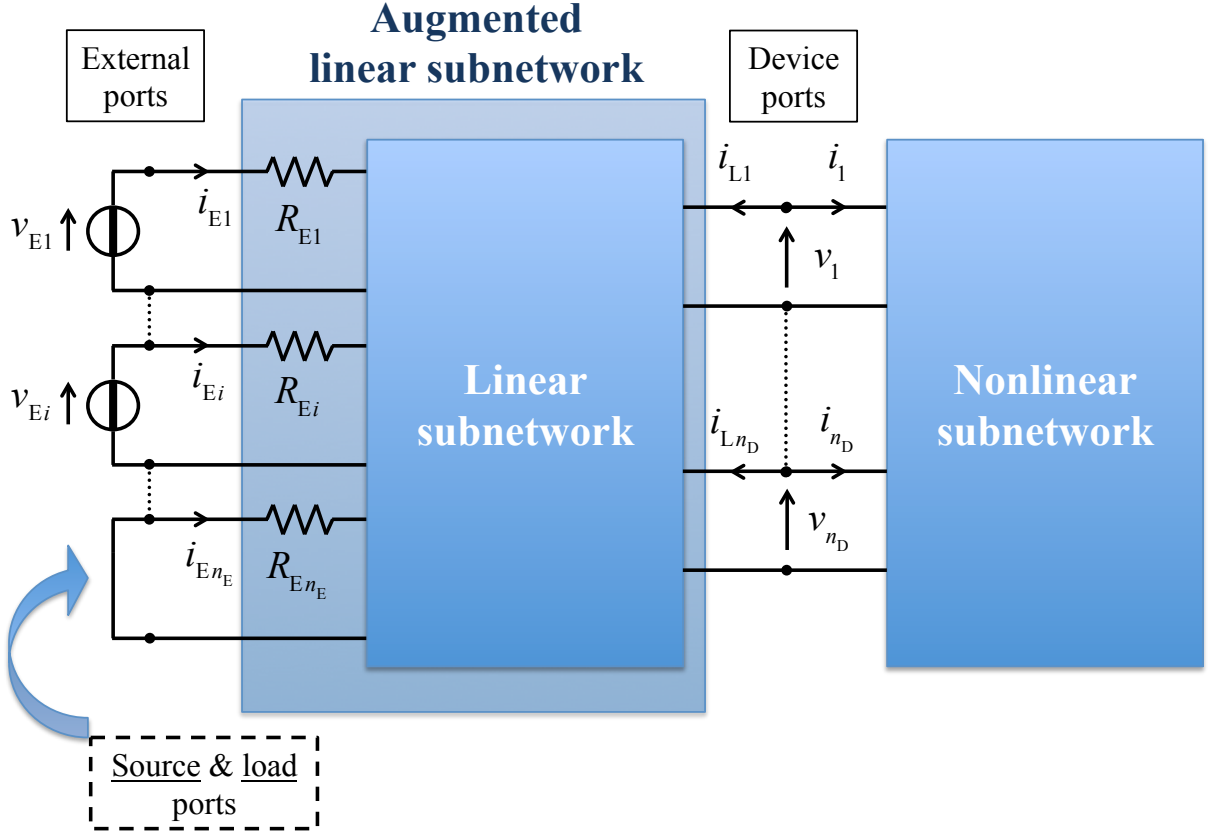 Augmented
linear subnetwork
External
ports
Device
ports
i_E1
R_E1
v_E1
i_L1
i_1
v_1
i_Ei
R_Ei
v_Ei
Linear
subnetwork
Nonlinear
subnetwork
i_Ln_D
i_n_D
v_n_D
i_En_E
R_En_E
Source & load
ports